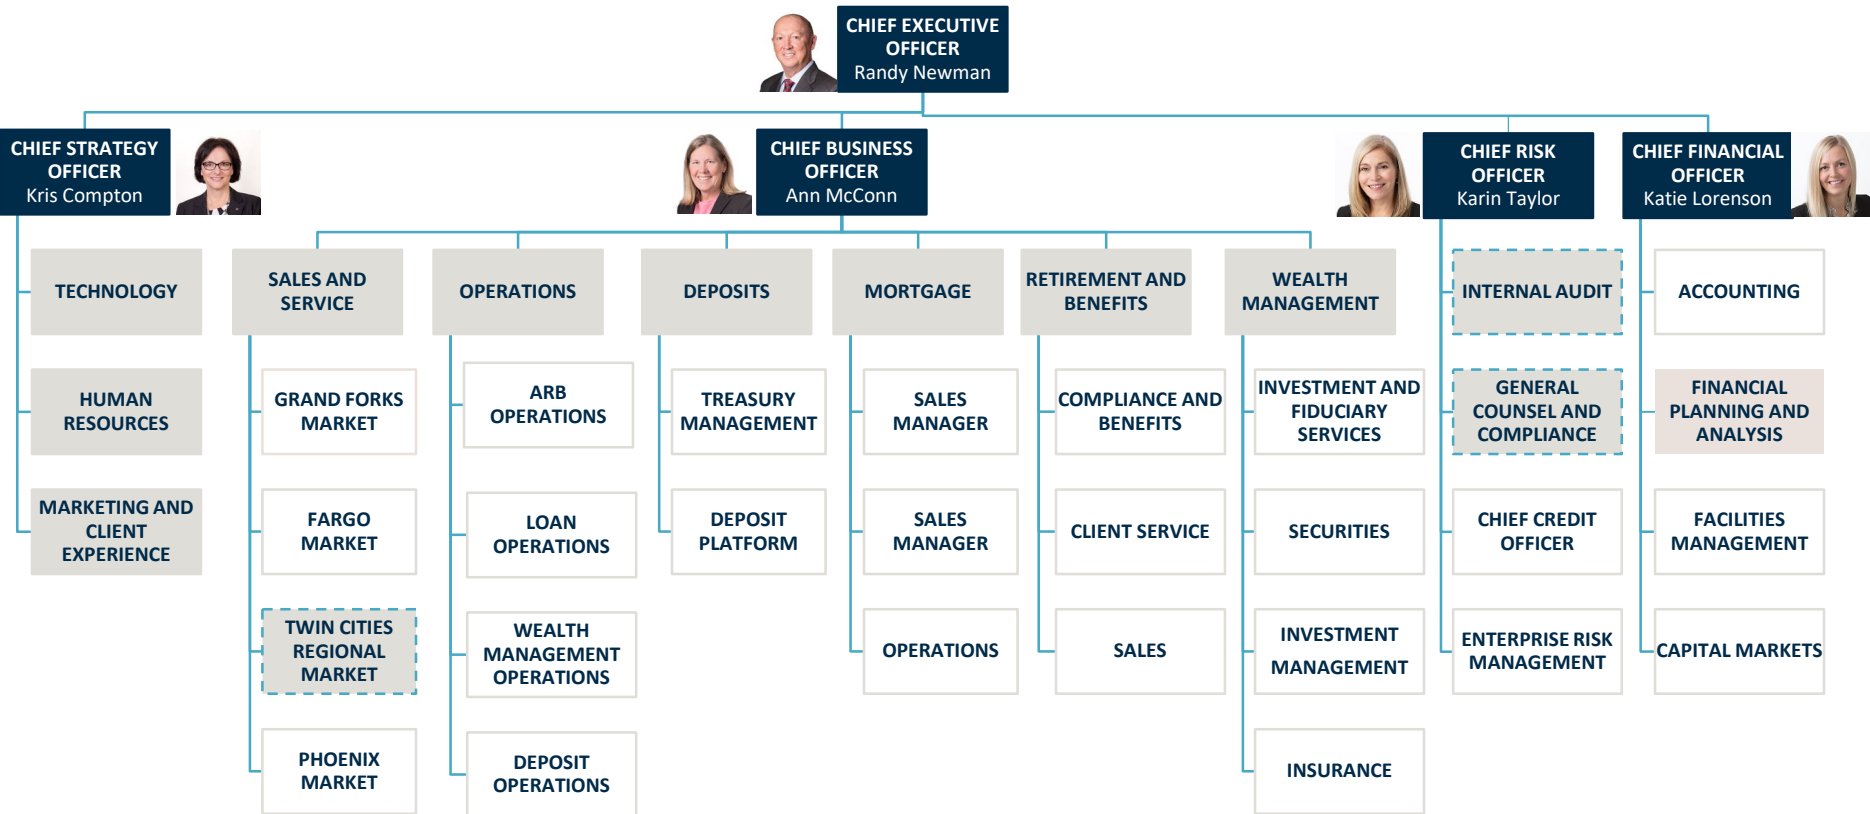 CHIEF EXECUTIVE
OFFICER
Randy Newman
CHIEF STRATEGY
OFFICER
Kris Compton
CHIEF BUSINESS
OFFICER
Ann McConn
CHIEF RISK
OFFICER
Karin Taylor
CHIEF FINANCIAL
OFFICER
Katie Lorenson
TECHNOLOGY
HUMAN
RESOURCES
MARKETING AND
CLIENT
EXPERIENCE
SALES AND
SERVICE
GRAND FORKS
MARKET
FARGO
MARKET
TWIN CITIES
REGIONAL
MARKET
PHOENIX
MARKET
OPERATIONS
ARB
OPERATIONS
LOAN
OPERATIONS
WEALTH
MANAGEMENT
OPERATIONS
DEPOSIT
OPERATIONS
DEPOSITS
TREASURY
MANAGEMENT
DEPOSIT
PLATFORM
MORTGAGE
SALES
MANAGER
SALES
MANAGER
OPERATIONS
RETIREMENT AND
BENEFITS
COMPLIANCE AND
BENEFITS
CLIENT SERVICE
SALES
WEALTH
MANAGEMENT
INVESTMENT AND
FIDUCIARY
SERVICES
SECURITIES
INVESTMENT
MANAGEMENT
INSURANCE
INTERNAL AUDIT
GENERAL
COUNSEL AND
COMPLIANCE
CHIEF CREDIT
OFFICER
ENTERPRISE RISK
MANAGEMENT
ACCOUNTING
FINANCIAL
PLANNING AND
ANALYSIS
FACILITIES
MANAGEMENT
CAPITAL MARKETS